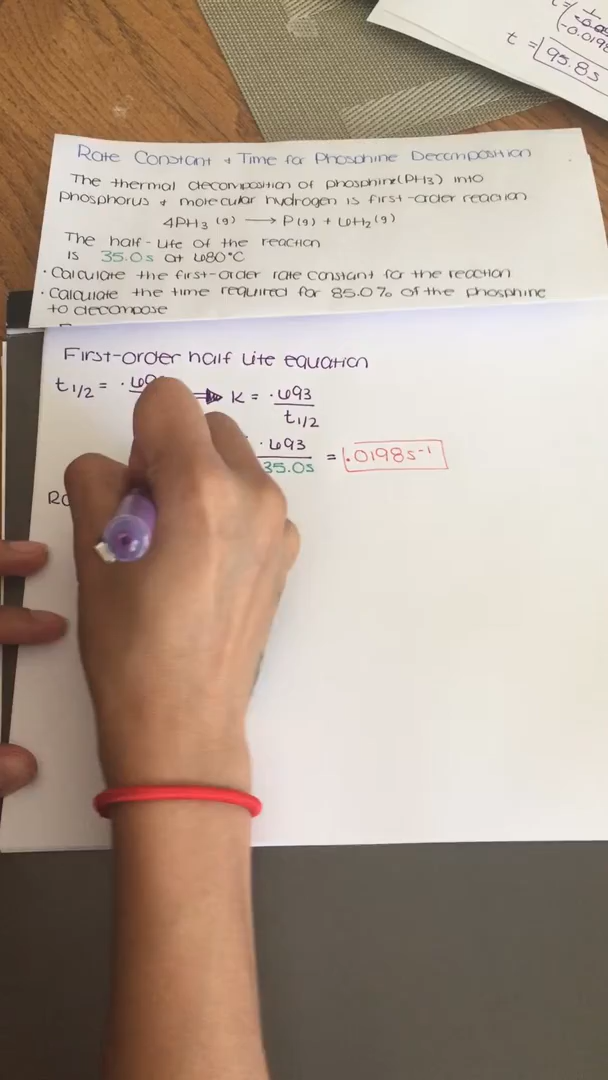 t =
95.8s
Rate Constant + Time for Phosphine Decomposition
The thermal decomposition of phosphine (PH3) into
phosphorus + molecular hydrogen is first-order reaction
4PH3 (g) → P(g) + 6H2 (g)
The half-life of the reaction
is 35.0s at 680°C
• Calculate the first-order rate constant for the reaction
• Calculate the time required for 85.0% of the phosphine
to decompose
First-order half life equation
t1/2 = K = .693
t1/2
.693
35.0s = .0198s-1